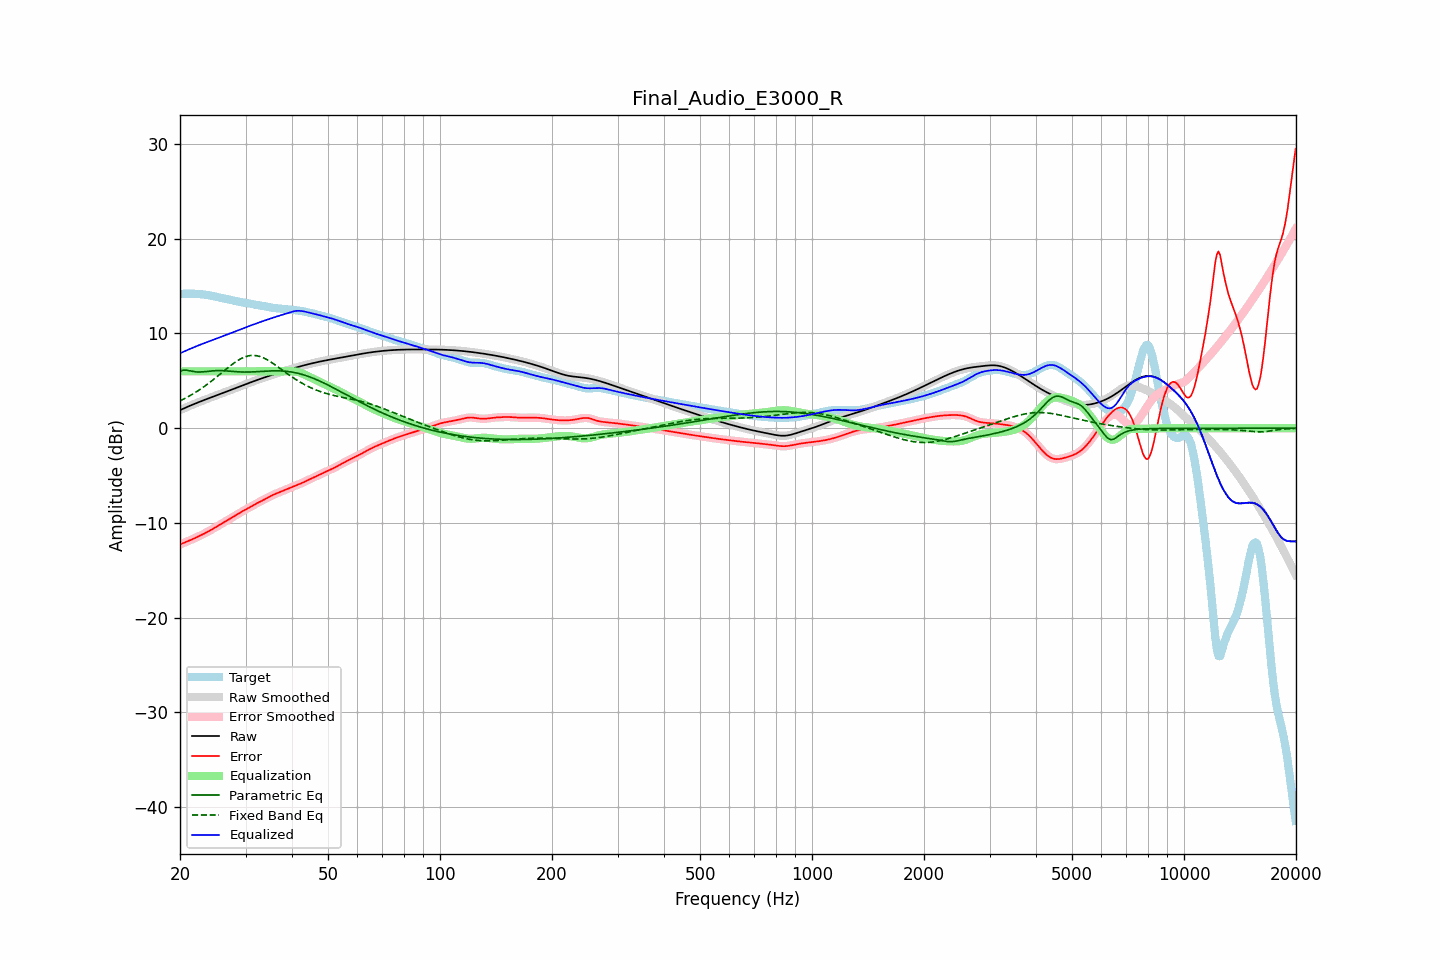 Final_Audio_E3000_R
Amplitude (dBr)
30
20
10
0
−10
−20
−30
−40
Target
Raw Smoothed
Error Smoothed
Raw
Error
Equalization
Parametric Eq
Fixed Band Eq
Equalized
20 50 100 200 500 1000 2000 5000 10000 20000
Frequency (Hz)